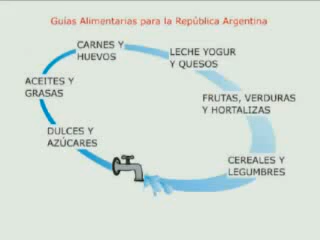 Guías Alimentarias para la República Argentina
CARNES Y
HUEVOS
LECHE YOGUR
Y QUESOS
ACEITES Y
GRASAS
FRUTAS, VERDURAS
Y HORTALIZAS
DULCES Y
AZÚCARES
CEREALES Y
LEGUMBRES